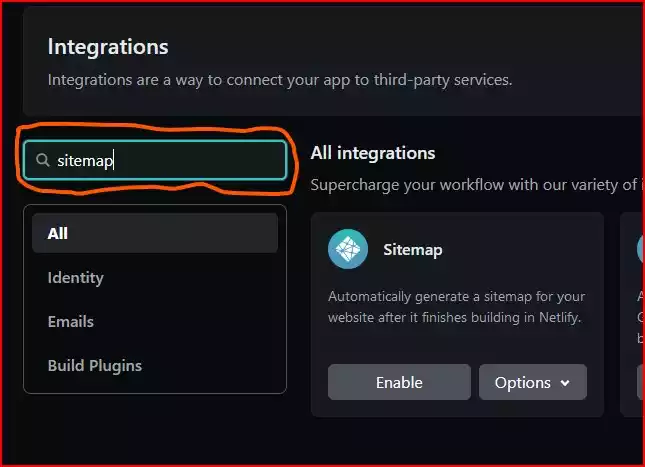 Integrations
Integrations are a way to connect your app to third-party services.
sitemap
All
Identity
Emails
Build Plugins
All integrations
Supercharge your workflow with our variety of
Sitemap
Automatically generate a sitemap for your
website after it finishes building in Netlify.
Enable
Options